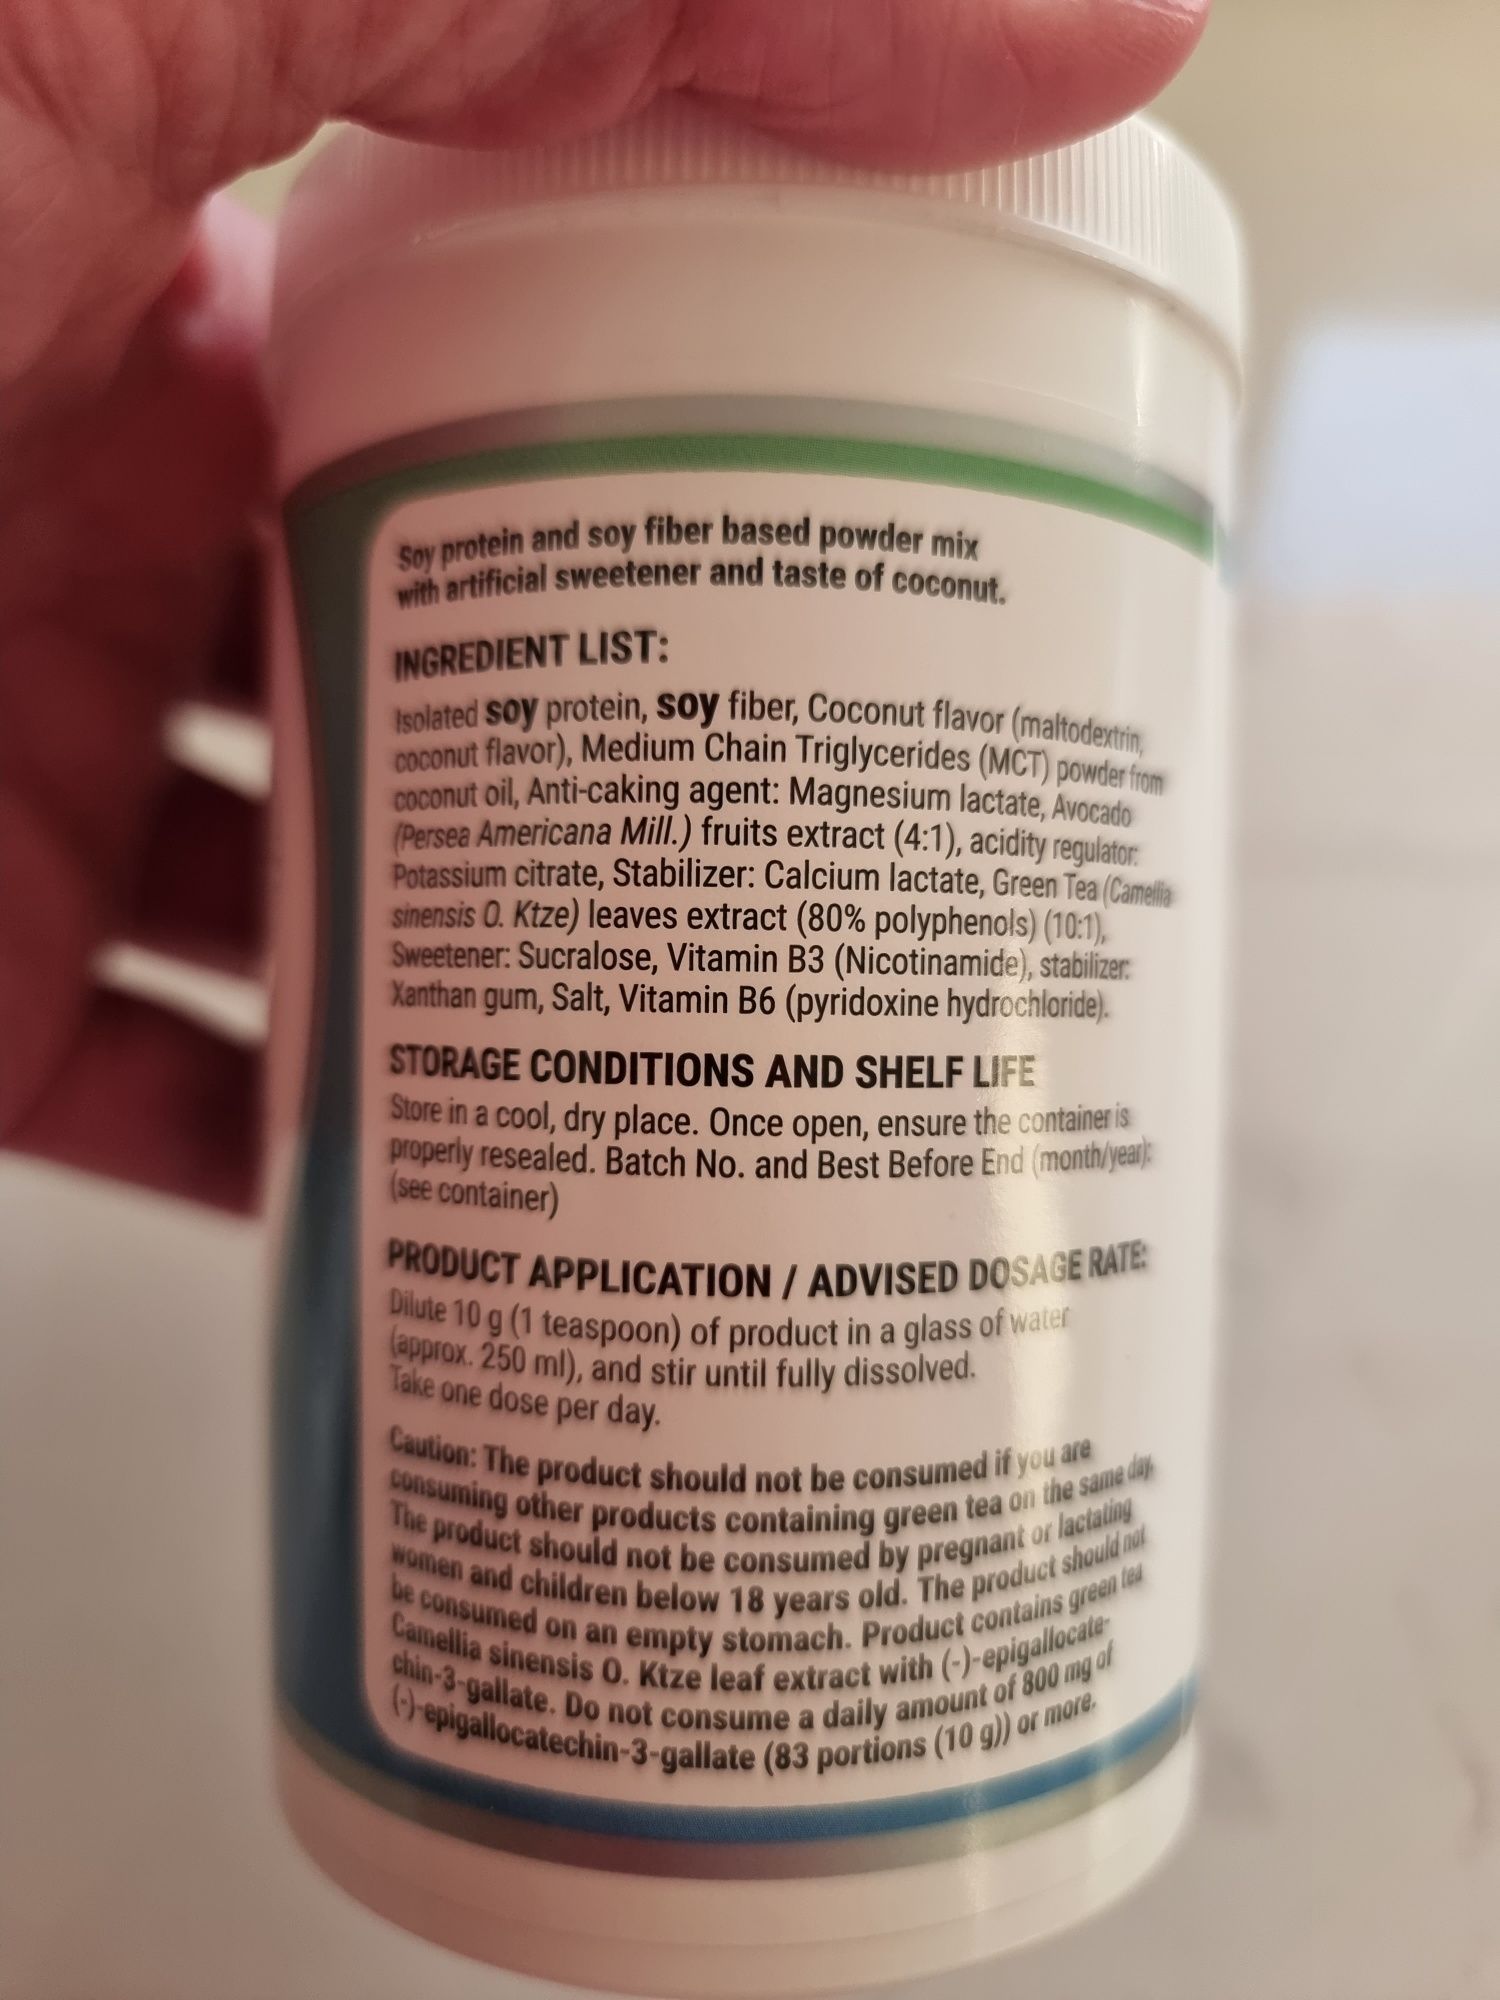 Soy protein and soy fiber based powder mix
with artificial sweetener and taste of coconut.
INGREDIENT LIST:
Isolated soy protein, soy fiber, Coconut flavor (maltodextrin,
coconut flavor), Medium Chain Triglycerides (MCT) powder from
coconut oil, Anti-caking agent: Magnesium lactate, Avocado
(Persea Americana Mill.) fruits extract (4:1), acidity regulator:
Potassium citrate, Stabilizer: Calcium lactate, Green Tea (Camellia
sinensis O. Ktze) leaves extract (80% polyphenols) (10:1),
Sweetener: Sucralose, Vitamin B3 (Nicotinamide), stabilizer:
Xanthan gum, Salt, Vitamin B6 (pyridoxine hydrochloride).
STORAGE CONDITIONS AND SHELF LIFE
Store in a cool, dry place. Once open, ensure the container is
properly resealed. Batch No. and Best Before End (month/year):
(see container)
PRODUCT APPLICATION / ADVISED DOSAGE RATE:
Dilute 10 g (1 teaspoon) of product in a glass of water
(approx. 250 ml), and stir until fully dissolved.
Take one dose per day.
Caution: The product should not be consumed if you are
consuming other products containing green tea on the same day.
The product should not be consumed by pregnant or lactating
women and children below 18 years old. The product should not
be consumed on an empty stomach. Product contains green tea
Camellia sinensis O. Ktze leaf extract with (-)-epigallocate-
chin-3-gallate. Do not consume a daily amount of 800 mg of
(-)-epigallocatechin-3-gallate (83 portions (10 g)) or more.